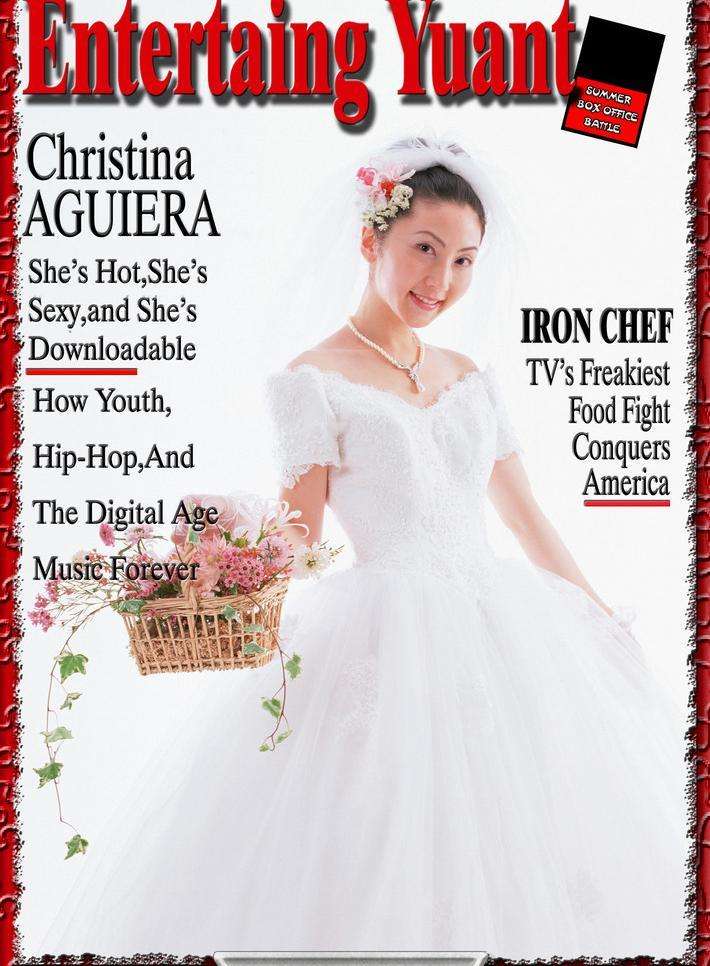 Entertaing Yuant
SUMMER
BOX OFFICE
BATTLE
Christina
AGUIERA
She's Hot,She's
Sexy,and She's
Downloadable
How Youth,
Hip-Hop,And
The Digital Age
Music Forever
IRON CHEF
TV's Freakiest
Food Fight
Conquers
America